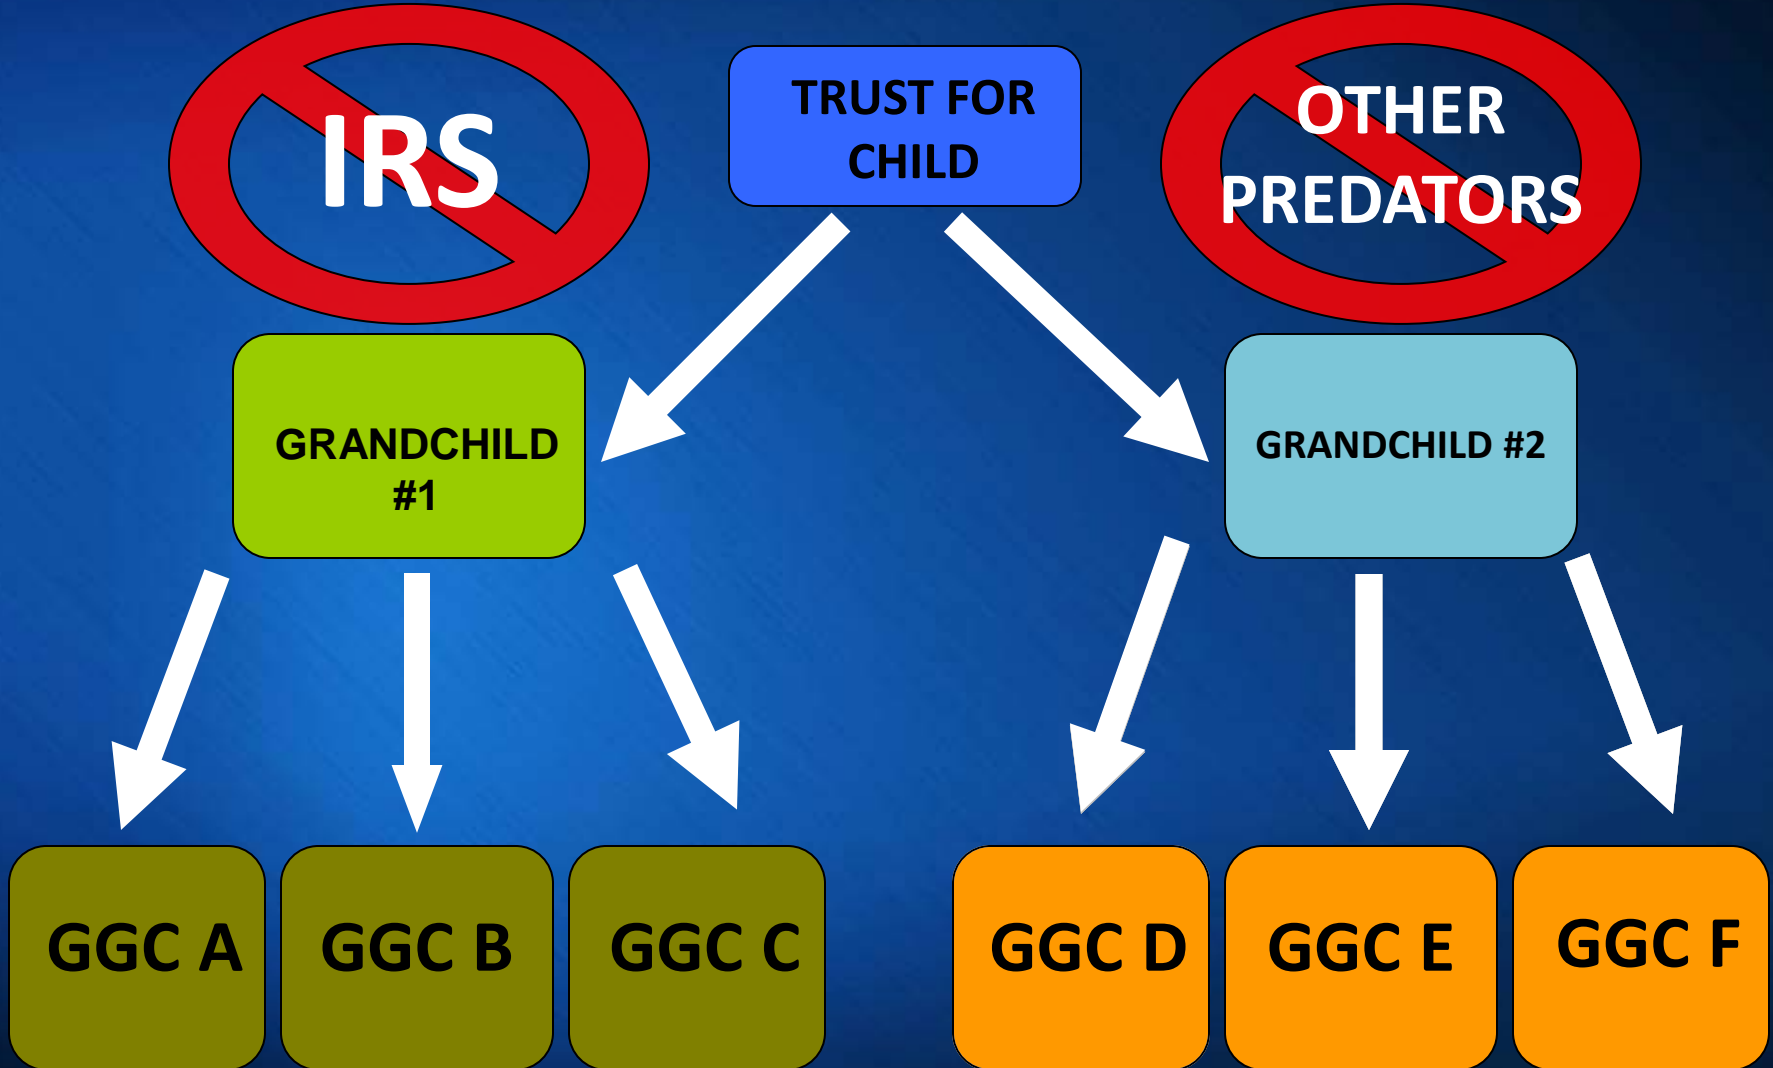 IRS
TRUST FOR
CHILD
OTHER
PREDATORS
GRANDCHILD
#1
GRANDCHILD #2
GGC A
GGC B
GGC C
GGC D
GGC E
GGC F